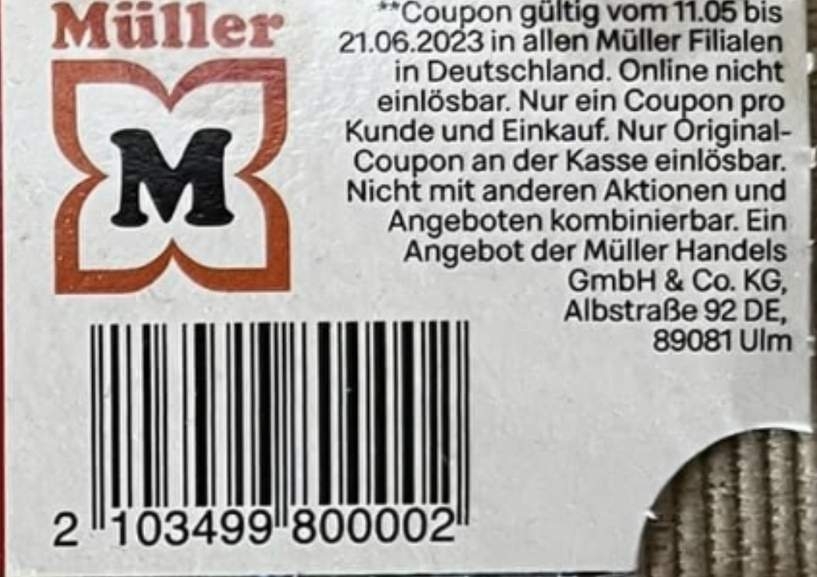 Müller
M
**Coupon gültig vom 11.05 bis
21.06.2023 in allen Müller Filialen
in Deutschland. Online nicht
einlösbar. Nur ein Coupon pro
Kunde und Einkauf. Nur Original-
Coupon an der Kasse einlösbar.
Nicht mit anderen Aktionen und
Angeboten kombinierbar. Ein
Angebot der Müller Handels
GmbH & Co. KG,
Albstraße 92 DE,
89081 Ulm
2 103499 800002